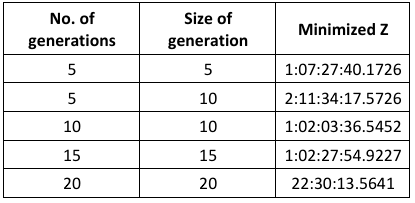 No. of generations Size of generation Minimized Z
5 5 1:07:27:40.1726
5 10 2:11:34:17.5726
10 10 1:02:03:36.5452
15 15 1:02:27:54.9227
20 20 22:30:13.5641